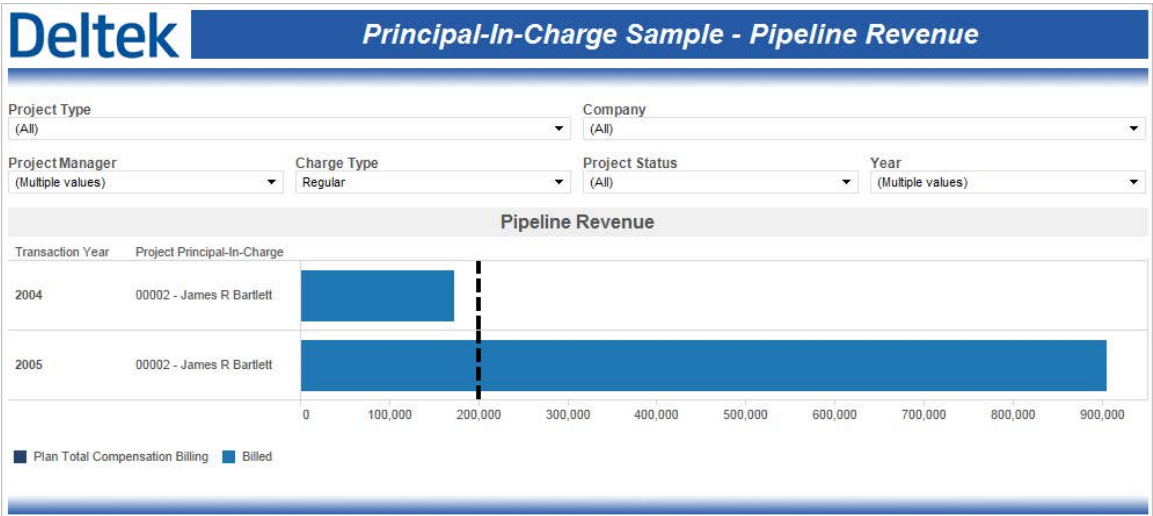 Deltek
Principal-In-Charge Sample - Pipeline Revenue
Project Type
Company
(All)
(All)
Project Manager
Charge Type
Project Status
Year
(Multiple values)
Regular
(All)
(Multiple values)
Pipeline Revenue
Transaction Year
Project Principal-In-Charge
2004
00002 - James R Bartlett
2005
00002 - James R Bartlett
0 100,000 200,000 300,000 400,000 500,000 600,000 700,000 800,000 900,000
Plan Total Compensation Billing
Billed